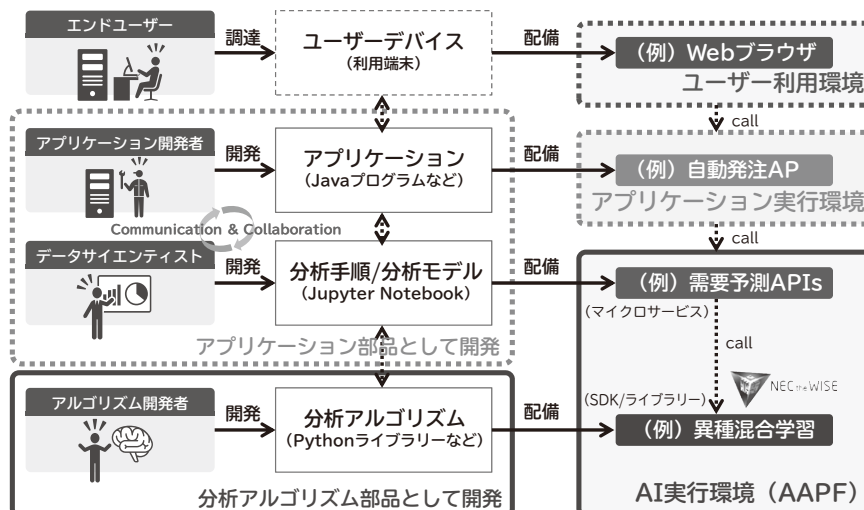 エンドユーザー
調達
ユーザーデバイス
（利用端末）
配備
（例）Webブラウザ
ユーザー利用環境
call
アプリケーション開発者
開発
アプリケーション
（Javaプログラムなど）
配備
（例）自動発注AP
アプリケーション実行環境
call
Communication & Collaboration
データサイエンティスト
開発
分析手順/分析モデル
（Jupyter Notebook）
配備
（例）需要予測APIs
（マイクロサービス）
アプリケーション部品として開発
call
NEC the WISE
（SDK/ライブラリー）
アルゴリズム開発者
開発
分析アルゴリズム
（Pythonライブラリーなど）
配備
（例）異種混合学習
分析アルゴリズム部品として開発
AI実行環境（AAPF）